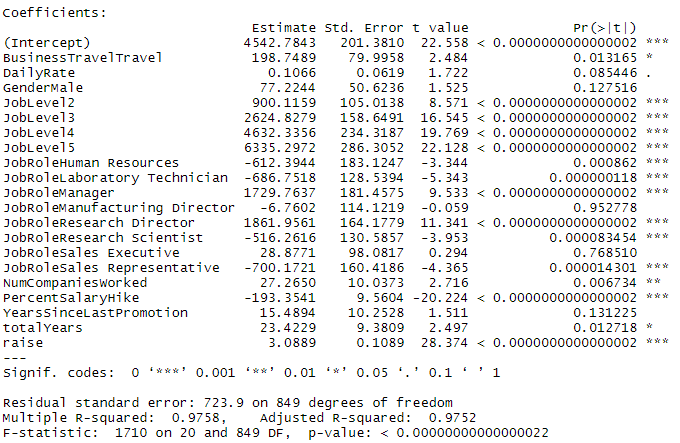 Coefficients:
                              Estimate Std. Error t value             Pr(>|t|)
(Intercept)                  4542.7843   201.3810  22.558 < 0.0000000000000002 ***
BusinessTravelTravel          198.7489    79.9958   2.484             0.013165 *
DailyRate                       0.1066     0.0619   1.722             0.085446 .
GenderMale                     77.2244    50.6236   1.525             0.127516
JobLevel2                     900.1159   105.0138   8.571 < 0.0000000000000002 ***
JobLevel3                    2624.8279   158.6491  16.545 < 0.0000000000000002 ***
JobLevel4                    4632.3356   234.3187  19.769 < 0.0000000000000002 ***
JobLevel5                    6335.2972   286.3052  22.128 < 0.0000000000000002 ***
JobRoleHuman Resources       -612.3944   183.1247  -3.344             0.000862 ***
JobRoleLaboratory Technician -686.7518   128.5394  -5.343          0.000000118 ***
JobRoleManager               1729.7637   181.4575   9.533 < 0.0000000000000002 ***
JobRoleManufacturing Director  -6.7602   114.1219  -0.059             0.952778
JobRoleResearch Director     1861.9561   164.1779  11.341 < 0.0000000000000002 ***
JobRoleResearch Scientist    -516.2616   130.5857  -3.953          0.000083454 ***
JobRoleSales Executive         28.8771    98.0817   0.294             0.768510
JobRoleSales Representative  -700.1721   160.4186  -4.365          0.000014301 ***
NumCompaniesWorked             27.2650    10.0373   2.716             0.006734 **
PercentSalaryHike            -193.3541     9.5604 -20.224 < 0.0000000000000002 ***
YearsSinceLastPromotion        15.4894    10.2528   1.511             0.131225
totalYears                     23.4229     9.3809   2.497             0.012718 *
raise                           3.0889     0.1089  28.374 < 0.0000000000000002 ***
---
Signif. codes:  0 ‘***’ 0.001 ‘**’ 0.01 ‘*’ 0.05 ‘.’ 0.1 ‘ ’ 1
Residual standard error: 723.9 on 849 degrees of freedom
Multiple R-squared:  0.9758,	Adjusted R-squared:  0.9752
F-statistic:  1710 on 20 and 849 DF,  p-value: < 0.00000000000000022